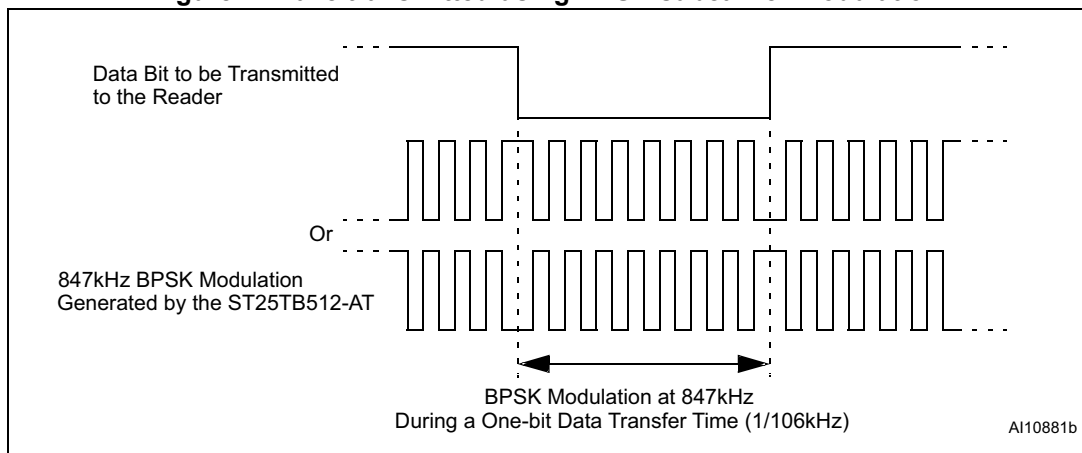 Data Bit to be Transmitted
to the Reader
Or
847kHz BPSK Modulation
Generated by the ST25TB512-AT
BPSK Modulation at 847kHz
During a One-bit Data Transfer Time (1/106kHz)
AI10881b